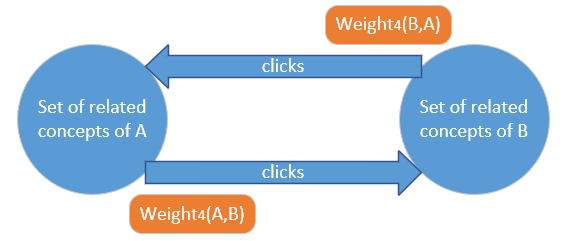 Weight4(B,A)
clicks
Set of related
concepts of A
Set of related
concepts of B
clicks
Weight4(A,B)